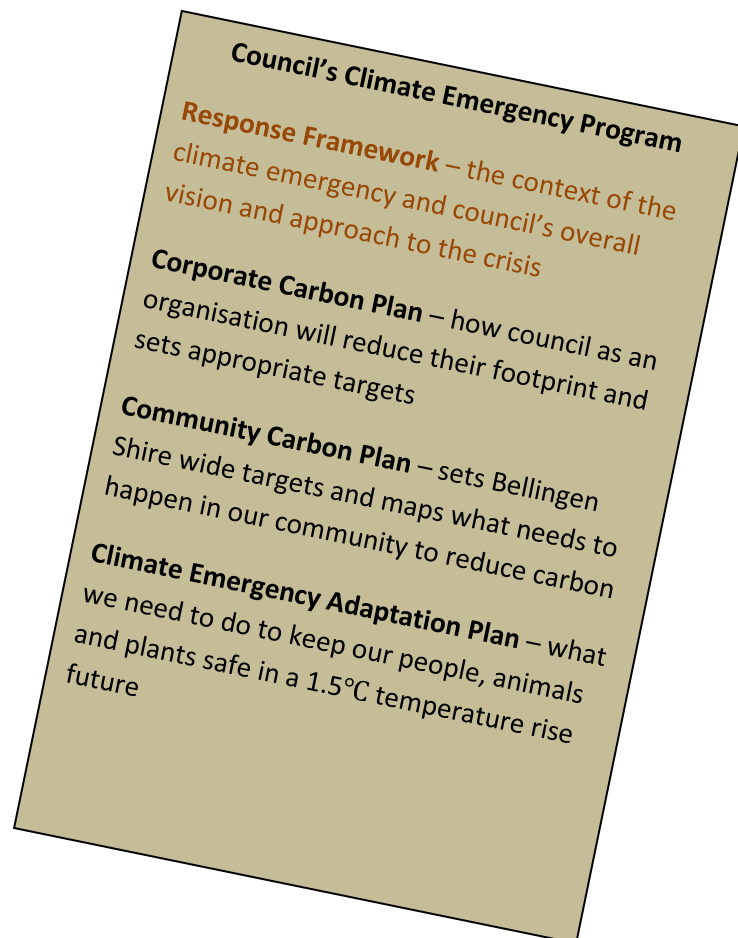 Council’s Climate Emergency Program
Response Framework – the context of the
climate emergency and council’s overall
vision and approach to the crisis
Corporate Carbon Plan – how council as an
organisation will reduce their footprint and
sets appropriate targets
Community Carbon Plan – sets Bellingen
Shire wide targets and maps what needs to
happen in our community to reduce carbon
Climate Emergency Adaptation Plan – what
we need to do to keep our people, animals
and plants safe in a 1.5℃ temperature rise
future